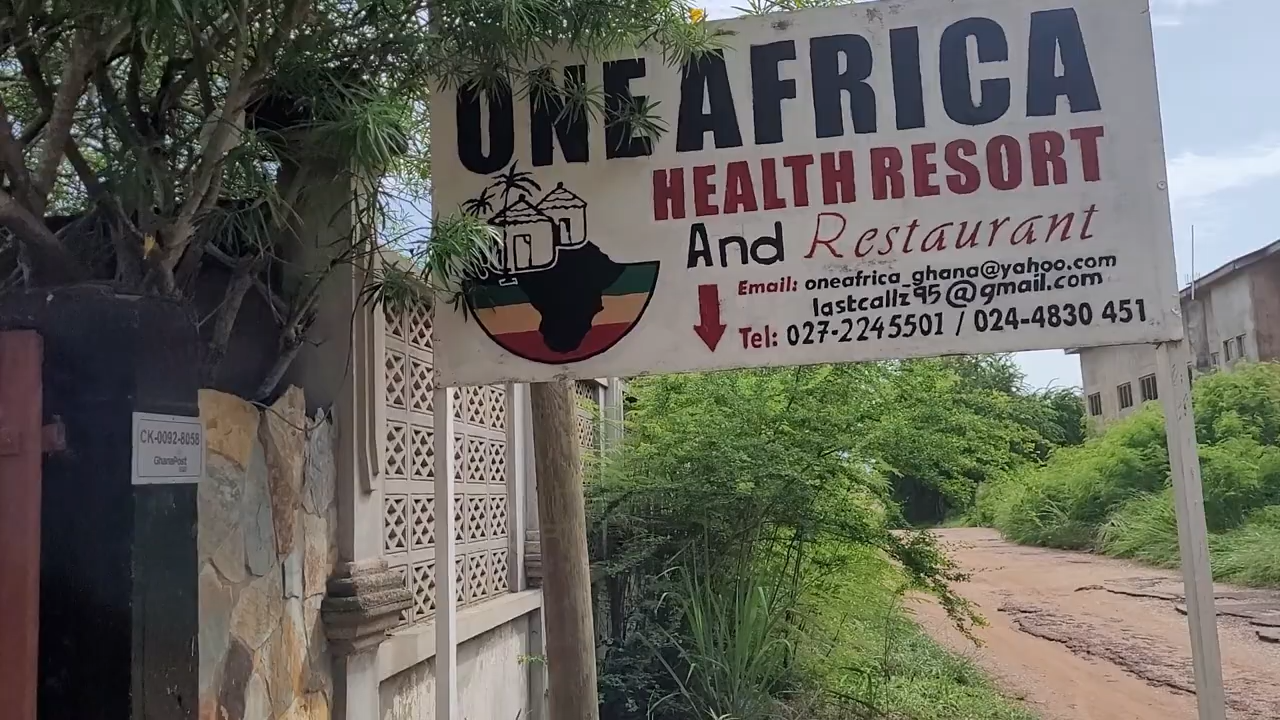 ONE AFRICA
HEALTH RESORT
And Restaurant
Email: oneafrica_ghana@yahoo.com
lastcallz95@gmail.com
Tel: 027-2245501 / 024-4830 451
CK-0092-8058
GhanaPost